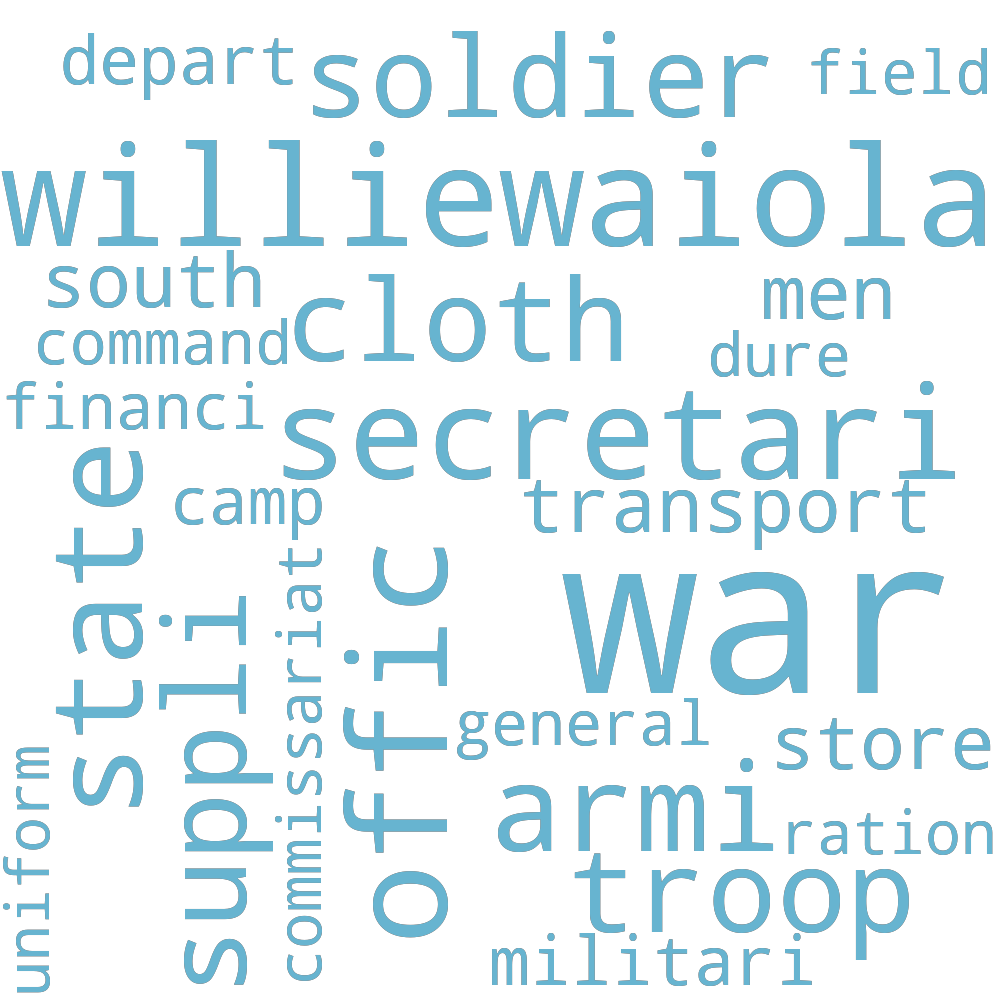 depart
soldier
field
williewaiola
south
cloth
men
command
dure
financi
secretari
state
camp
transport
commissariat
offic
war
suppli
general
store
uniform
armi
ration
troop
militari